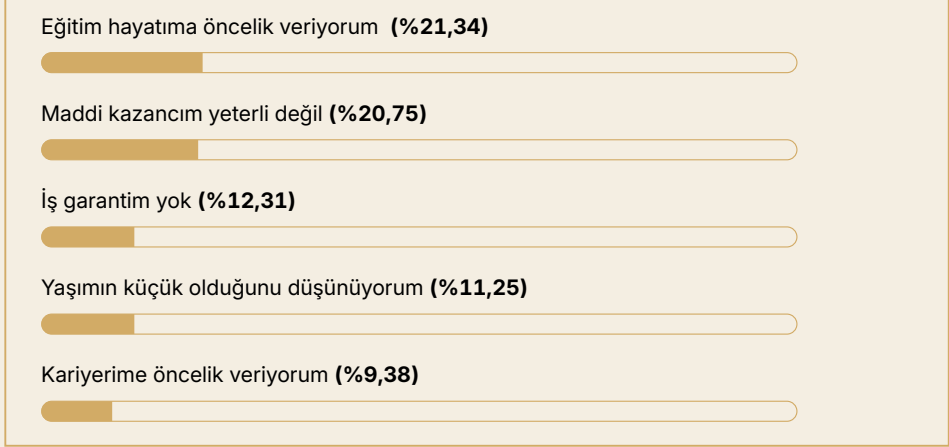 Eğitim hayatıma öncelik veriyorum (%21,34)
Maddi kazancım yeterli değil (%20,75)
İş garantim yok (%12,31)
Yaşımın küçük olduğunu düşünüyorum (%11,25)
Kariyerime öncelik veriyorum (%9,38)